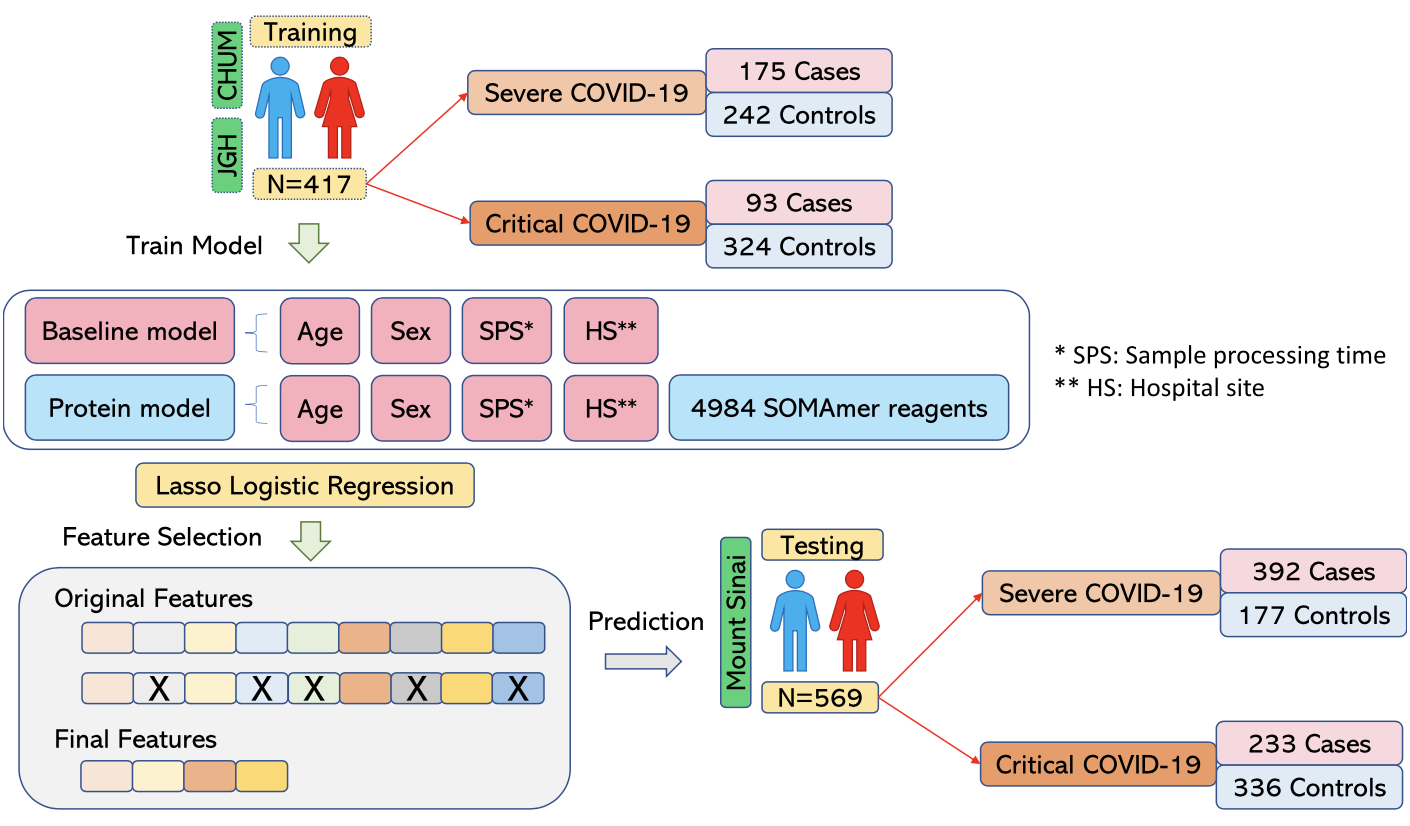 CHUM
JGH
Training
N=417
Severe COVID-19
175 Cases
242 Controls
Critical COVID-19
93 Cases
324 Controls
Train Model
Baseline model
Age
Sex
SPS*
HS**
Protein model
Age
Sex
SPS*
HS**
4984 SOMAmer reagents
* SPS: Sample processing time
** HS: Hospital site
Lasso Logistic Regression
Feature Selection
Original Features
X X X X X
Final Features
Prediction
Mount Sinai
Testing
N=569
Severe COVID-19
392 Cases
177 Controls
Critical COVID-19
233 Cases
336 Controls